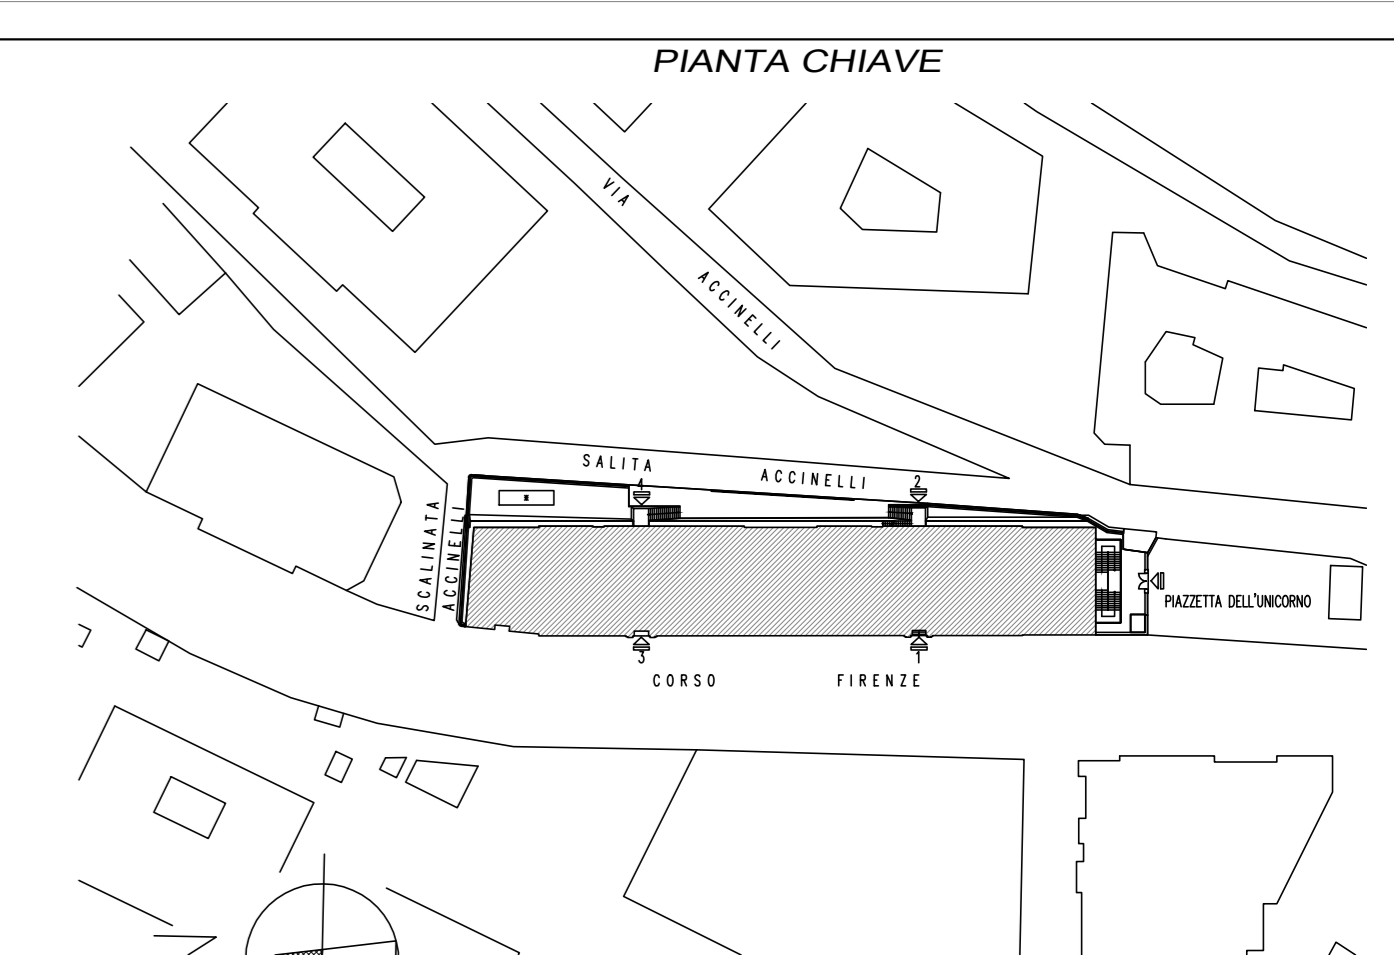 PIANTA CHIAVE
VIA
ACCINELLI
SALITA
ACCINELLI
4
2
SCALINATA
ACCINELLI
PIAZZETTA DELL'UNICORNO
3
1
CORSO
FIRENZE